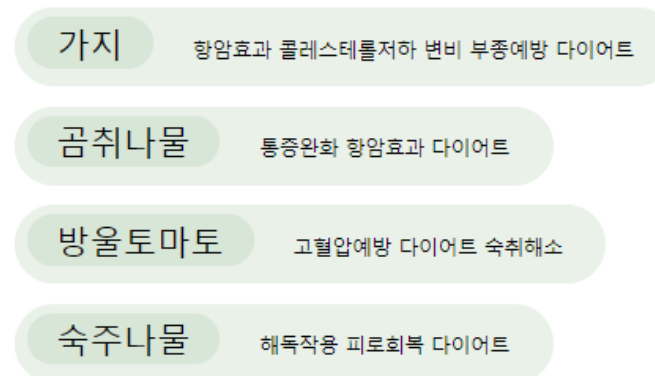 가지 항암효과 콜레스테롤저하 변비 부종예방 다이어트
곰취나물 통증완화 항암효과 다이어트
방울토마토 고혈압예방 다이어트 숙취해소
숙주나물 해독작용 피로회복 다이어트